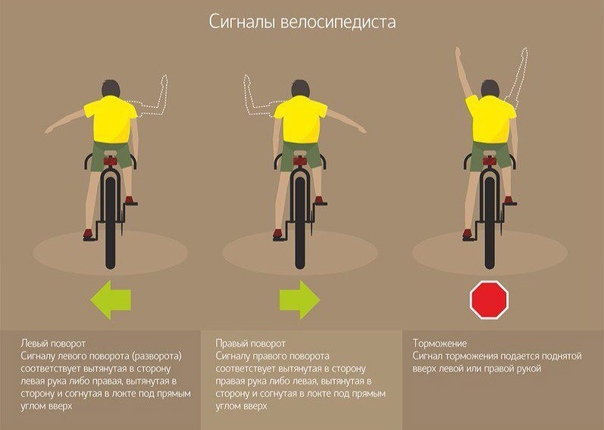 Сигналы велосипедиста
Левый поворот
Сигналу левого поворота (разворота)
соответствует вытянутая в сторону
левая рука либо правая, вытянутая в
сторону и согнутая в локте под прямым
углом вверх
Правый поворот
Сигналу правого поворота
соответствует вытянутая в сторону
правая рука либо левая, вытянутая в
сторону и согнутая в локте под прямым
углом вверх
Торможение
Сигнал торможения подается поднятой
вверх левой или правой рукой